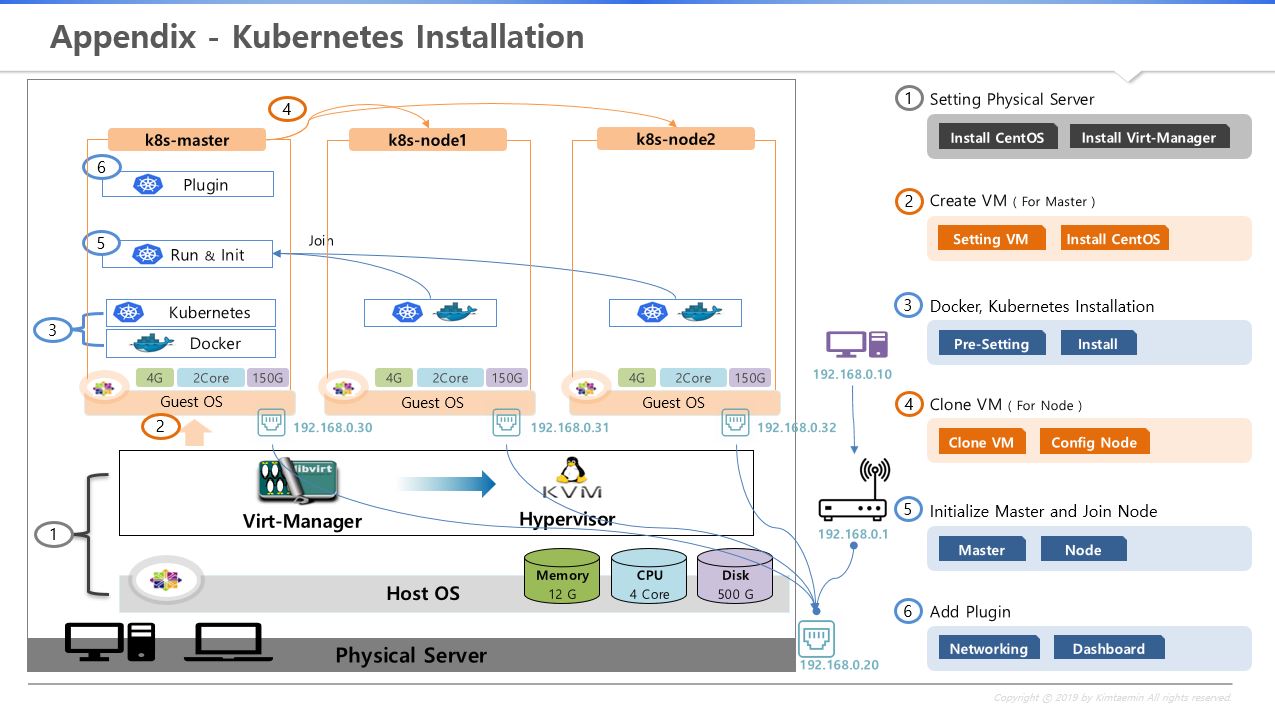 Appendix - Kubernetes Installation
4
k8s-master
k8s-node1
k8s-node2
6
Plugin
5
Run & Init
Join
3
Kubernetes
Docker
4G
2Core
150G
4G
2Core
150G
4G
2Core
150G
Guest OS
Guest OS
Guest OS
2
192.168.0.30
192.168.0.31
192.168.0.32
1
libvirt
Virt-Manager
KVM
Hypervisor
Host OS
Memory
12 G
CPU
4 Core
Disk
500 G
Physical Server
192.168.0.10
192.168.0.1
192.168.0.20
1 Setting Physical Server
Install CentOS
Install Virt-Manager
2 Create VM ( For Master )
Setting VM
Install CentOS
3 Docker, Kubernetes Installation
Pre-Setting
Install
4 Clone VM ( For Node )
Clone VM
Config Node
5 Initialize Master and Join Node
Master
Node
6 Add Plugin
Networking
Dashboard
Copyright ⓒ 2019 by Kimtaemin All rights reserved.